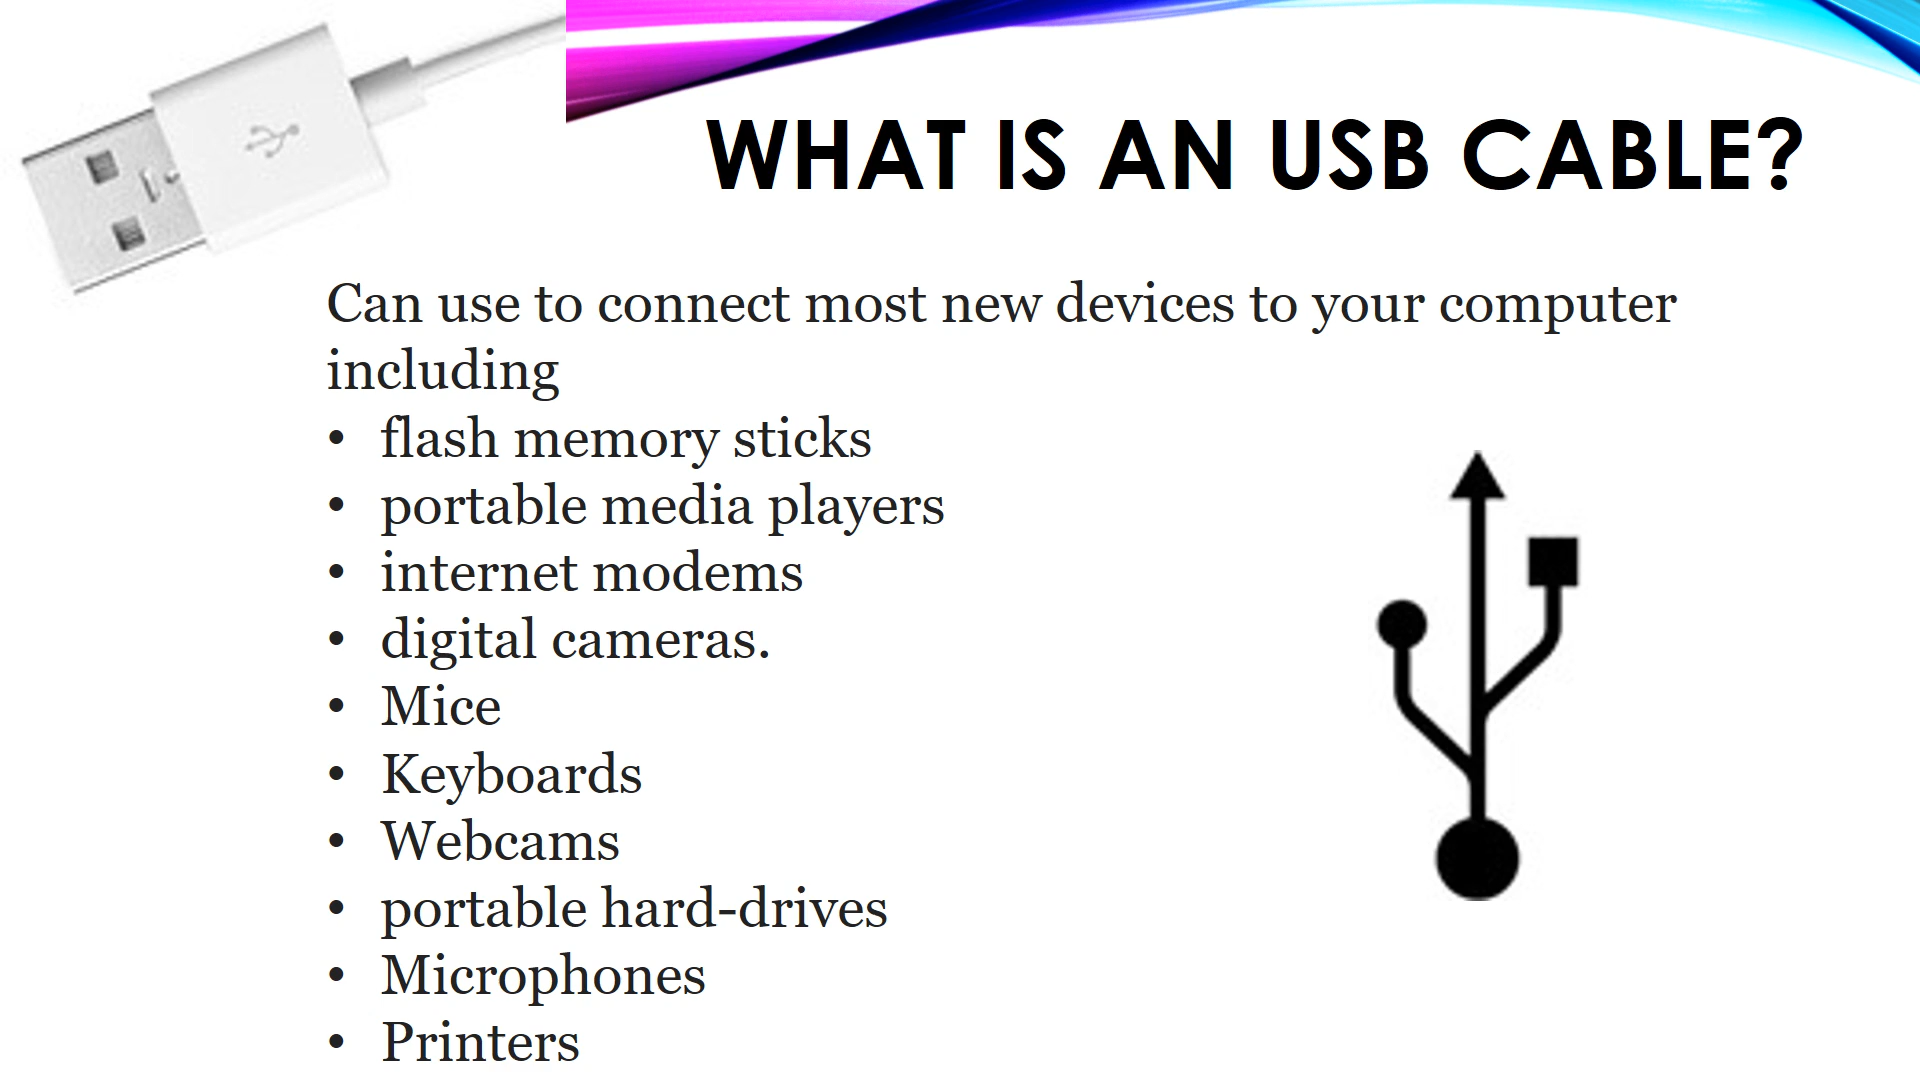 WHAT IS AN USB CABLE?
Can use to connect most new devices to your computer
including
• flash memory sticks
• portable media players
• internet modems
• digital cameras.
• Mice
• Keyboards
• Webcams
• portable hard-drives
• Microphones
• Printers